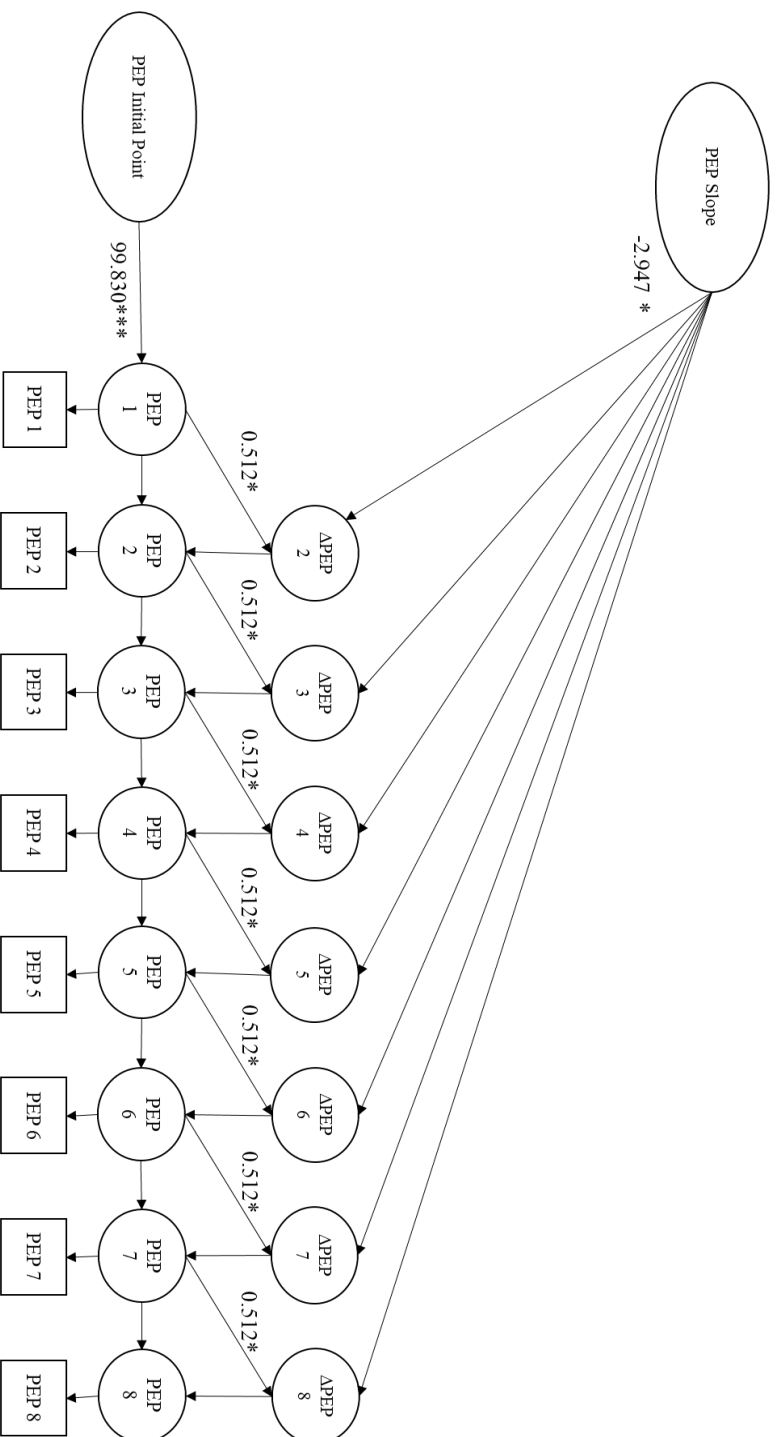 PEP Slope
-2.947 *
ΔPEP
2
ΔPEP
3
ΔPEP
4
ΔPEP
5
ΔPEP
6
ΔPEP
7
ΔPEP
8
0.512*
0.512*
0.512*
0.512*
0.512*
0.512*
0.512*
PEP Initial Point
99.830***
PEP
1
PEP
2
PEP
3
PEP
4
PEP
5
PEP
6
PEP
7
PEP
8
PEP 1
PEP 2
PEP 3
PEP 4
PEP 5
PEP 6
PEP 7
PEP 8